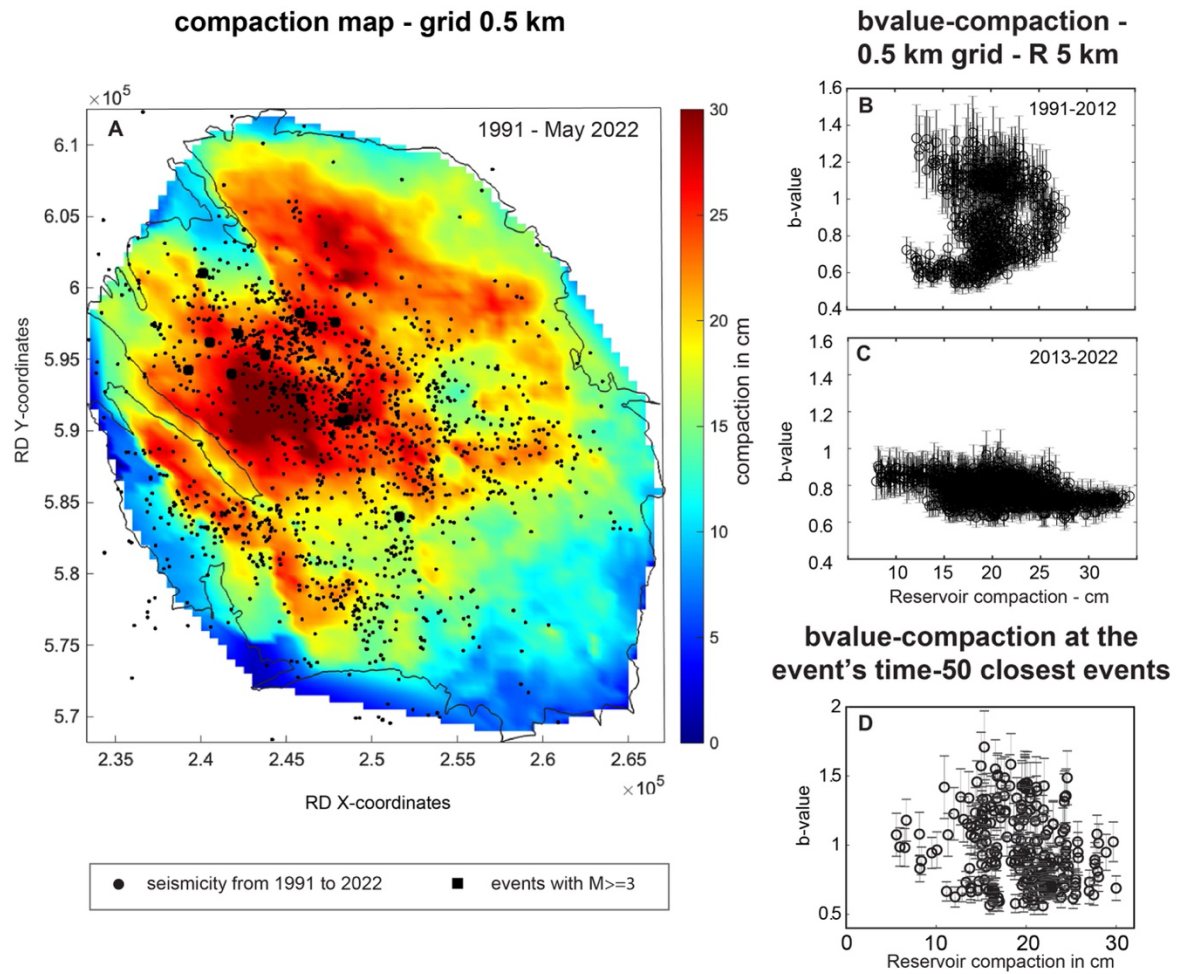 compaction map - grid 0.5 km
×10⁵
A
1991 - May 2022
6.1
6.05
6
5.95
5.9
5.85
5.8
5.75
5.7
RD Y-coordinates
2.35
2.4
2.45
2.5
2.55
2.6
2.65
×10⁵
RD X-coordinates
30
25
20
15
10
5
0
compaction in cm
seismicity from 1991 to 2022
events with M>=3
bvalue-compaction -
0.5 km grid - R 5 km
B
1991-2012
1.6
1.4
1.2
1
0.8
0.6
0.4
b-value
C
2013-2022
1.6
1.4
1.2
1
0.8
0.6
0.4
b-value
10
15
20
25
30
Reservoir compaction - cm
bvalue-compaction at the
event's time-50 closest events
D
2
1.5
1
0.5
b-value
0
10
20
30
Reservoir compaction in cm